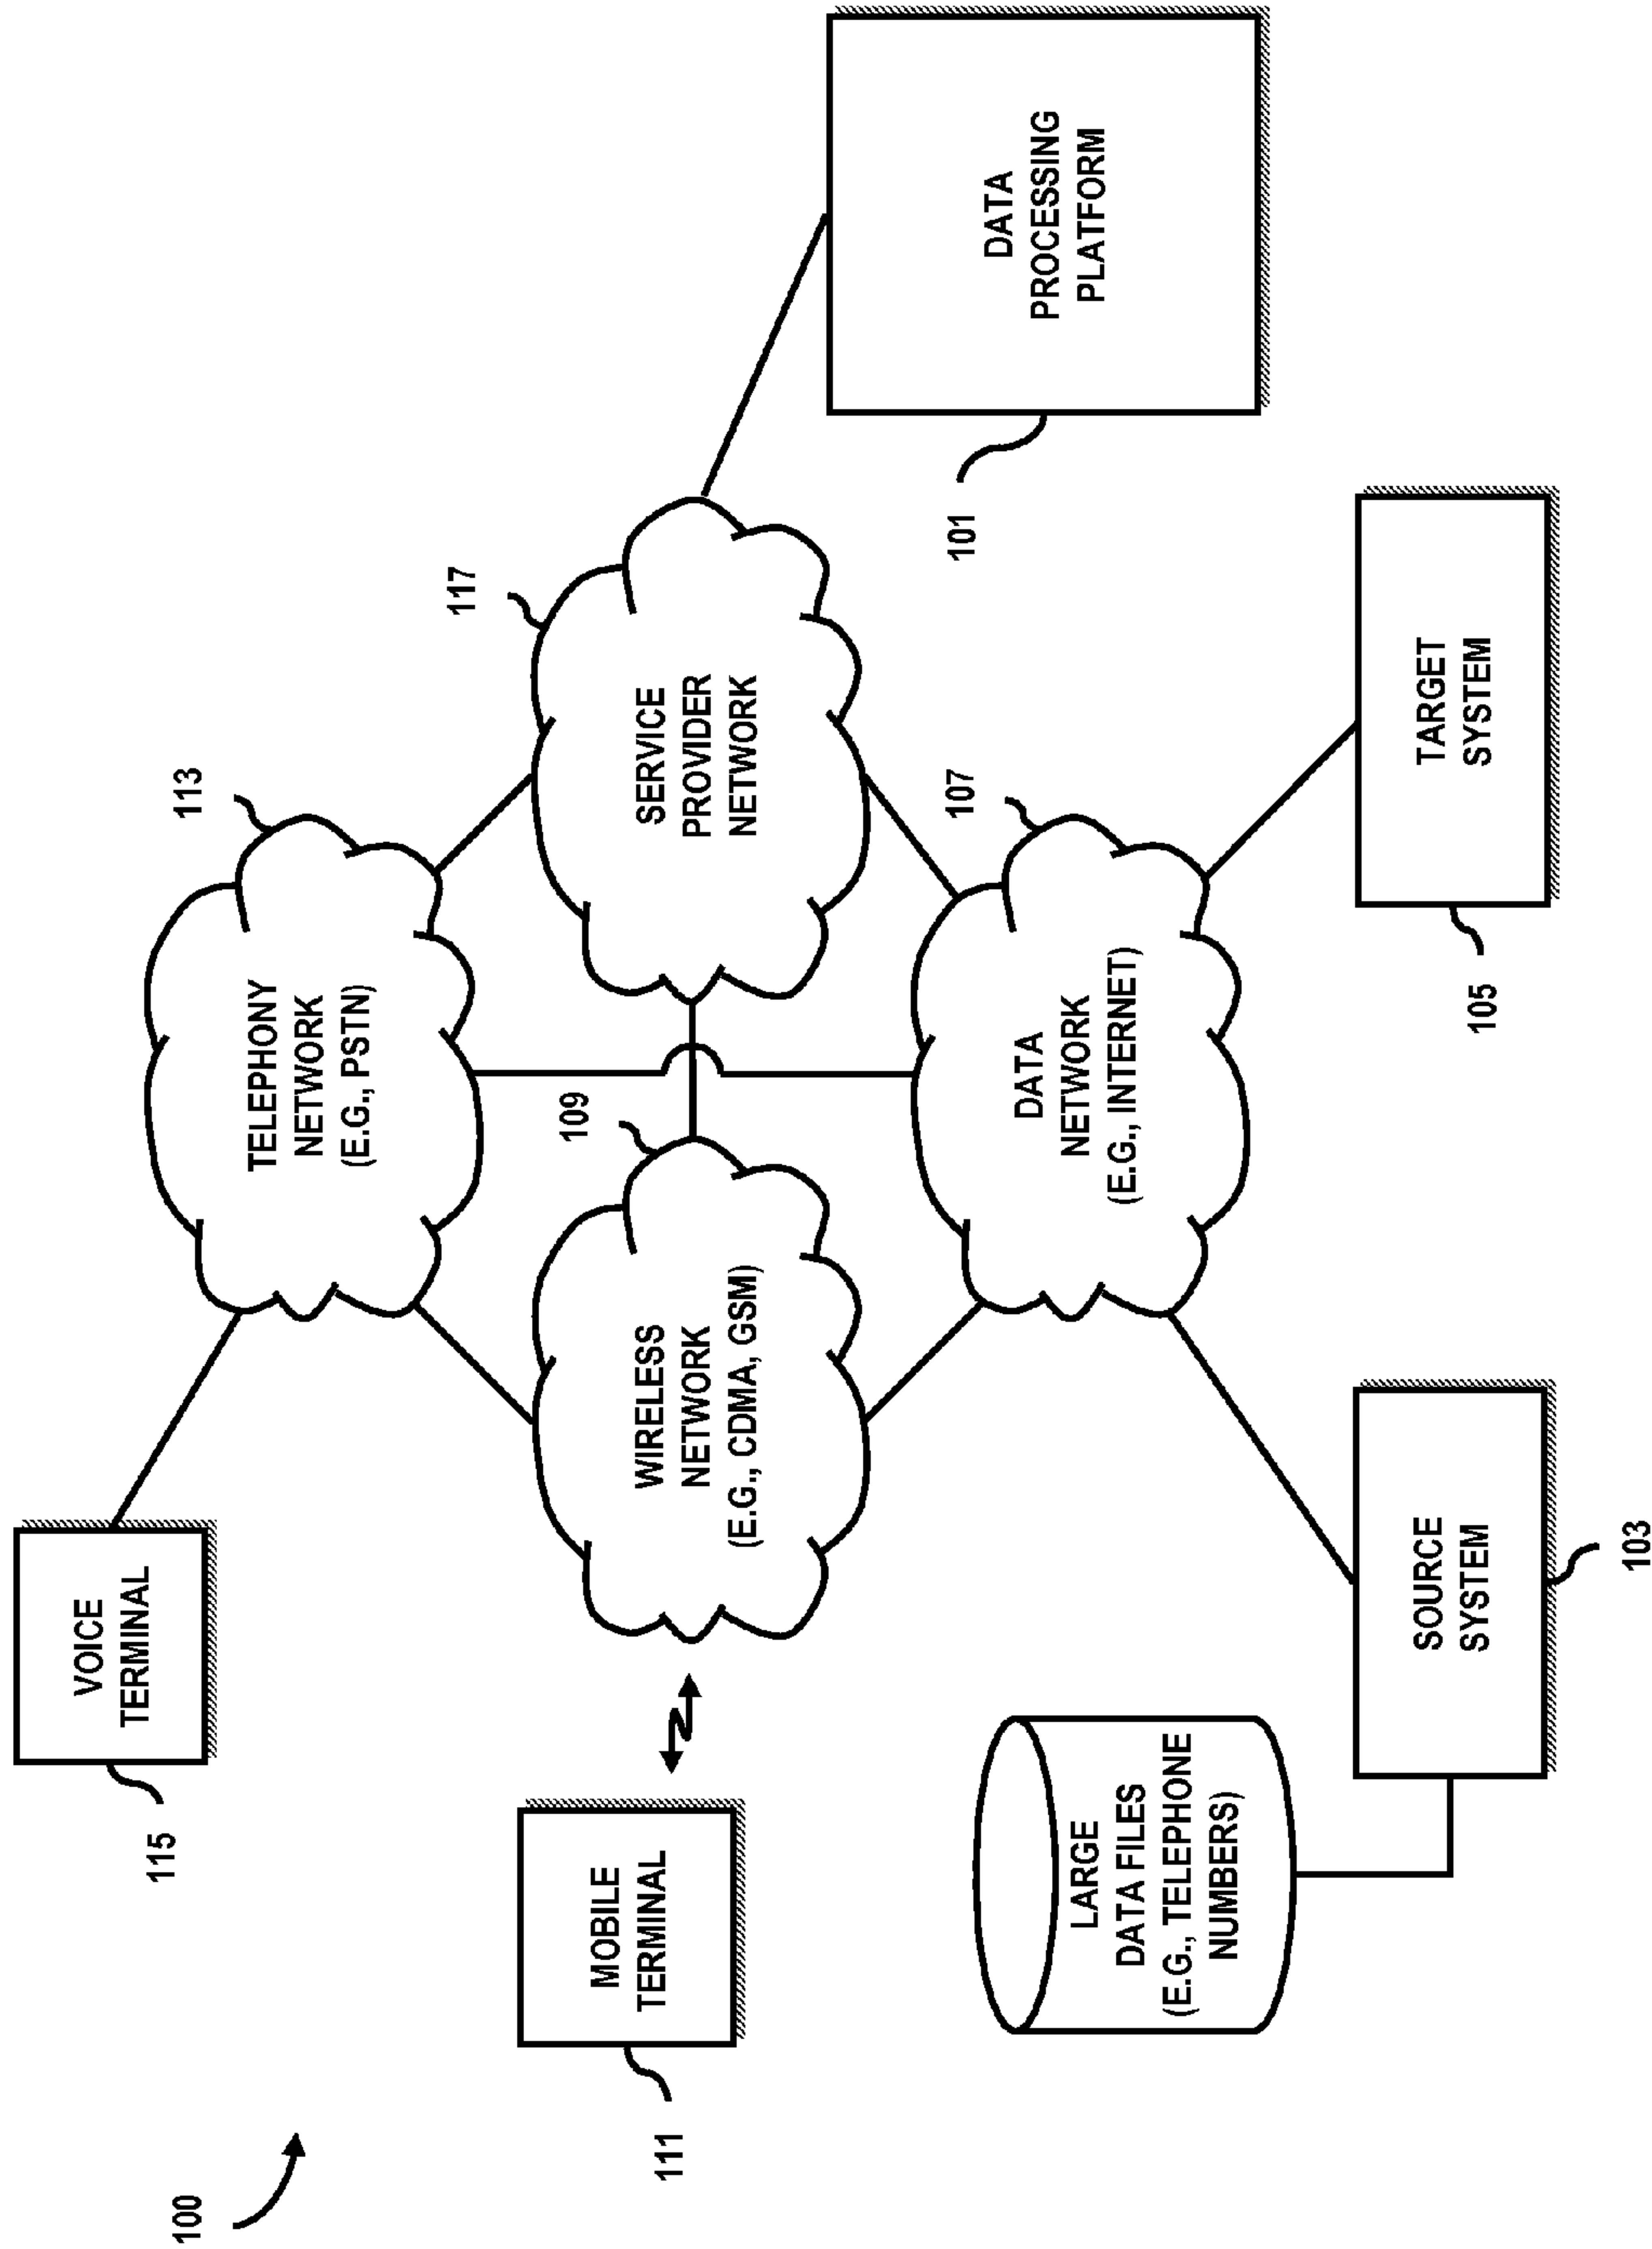 100
115
VOICE
TERMINAL
113
TELEPHONY
NETWORK
(E.G., PSTN)
117
SERVICE
PROVIDER
NETWORK
109
WIRELESS
NETWORK
(E.G., CDMA, GSM)
111
MOBILE
TERMINAL
107
DATA
NETWORK
(E.G., INTERNET)
101
DATA
PROCESSING
PLATFORM
LARGE
DATA FILES
(E.G., TELEPHONE
NUMBERS)
SOURCE
SYSTEM
103
105
TARGET
SYSTEM